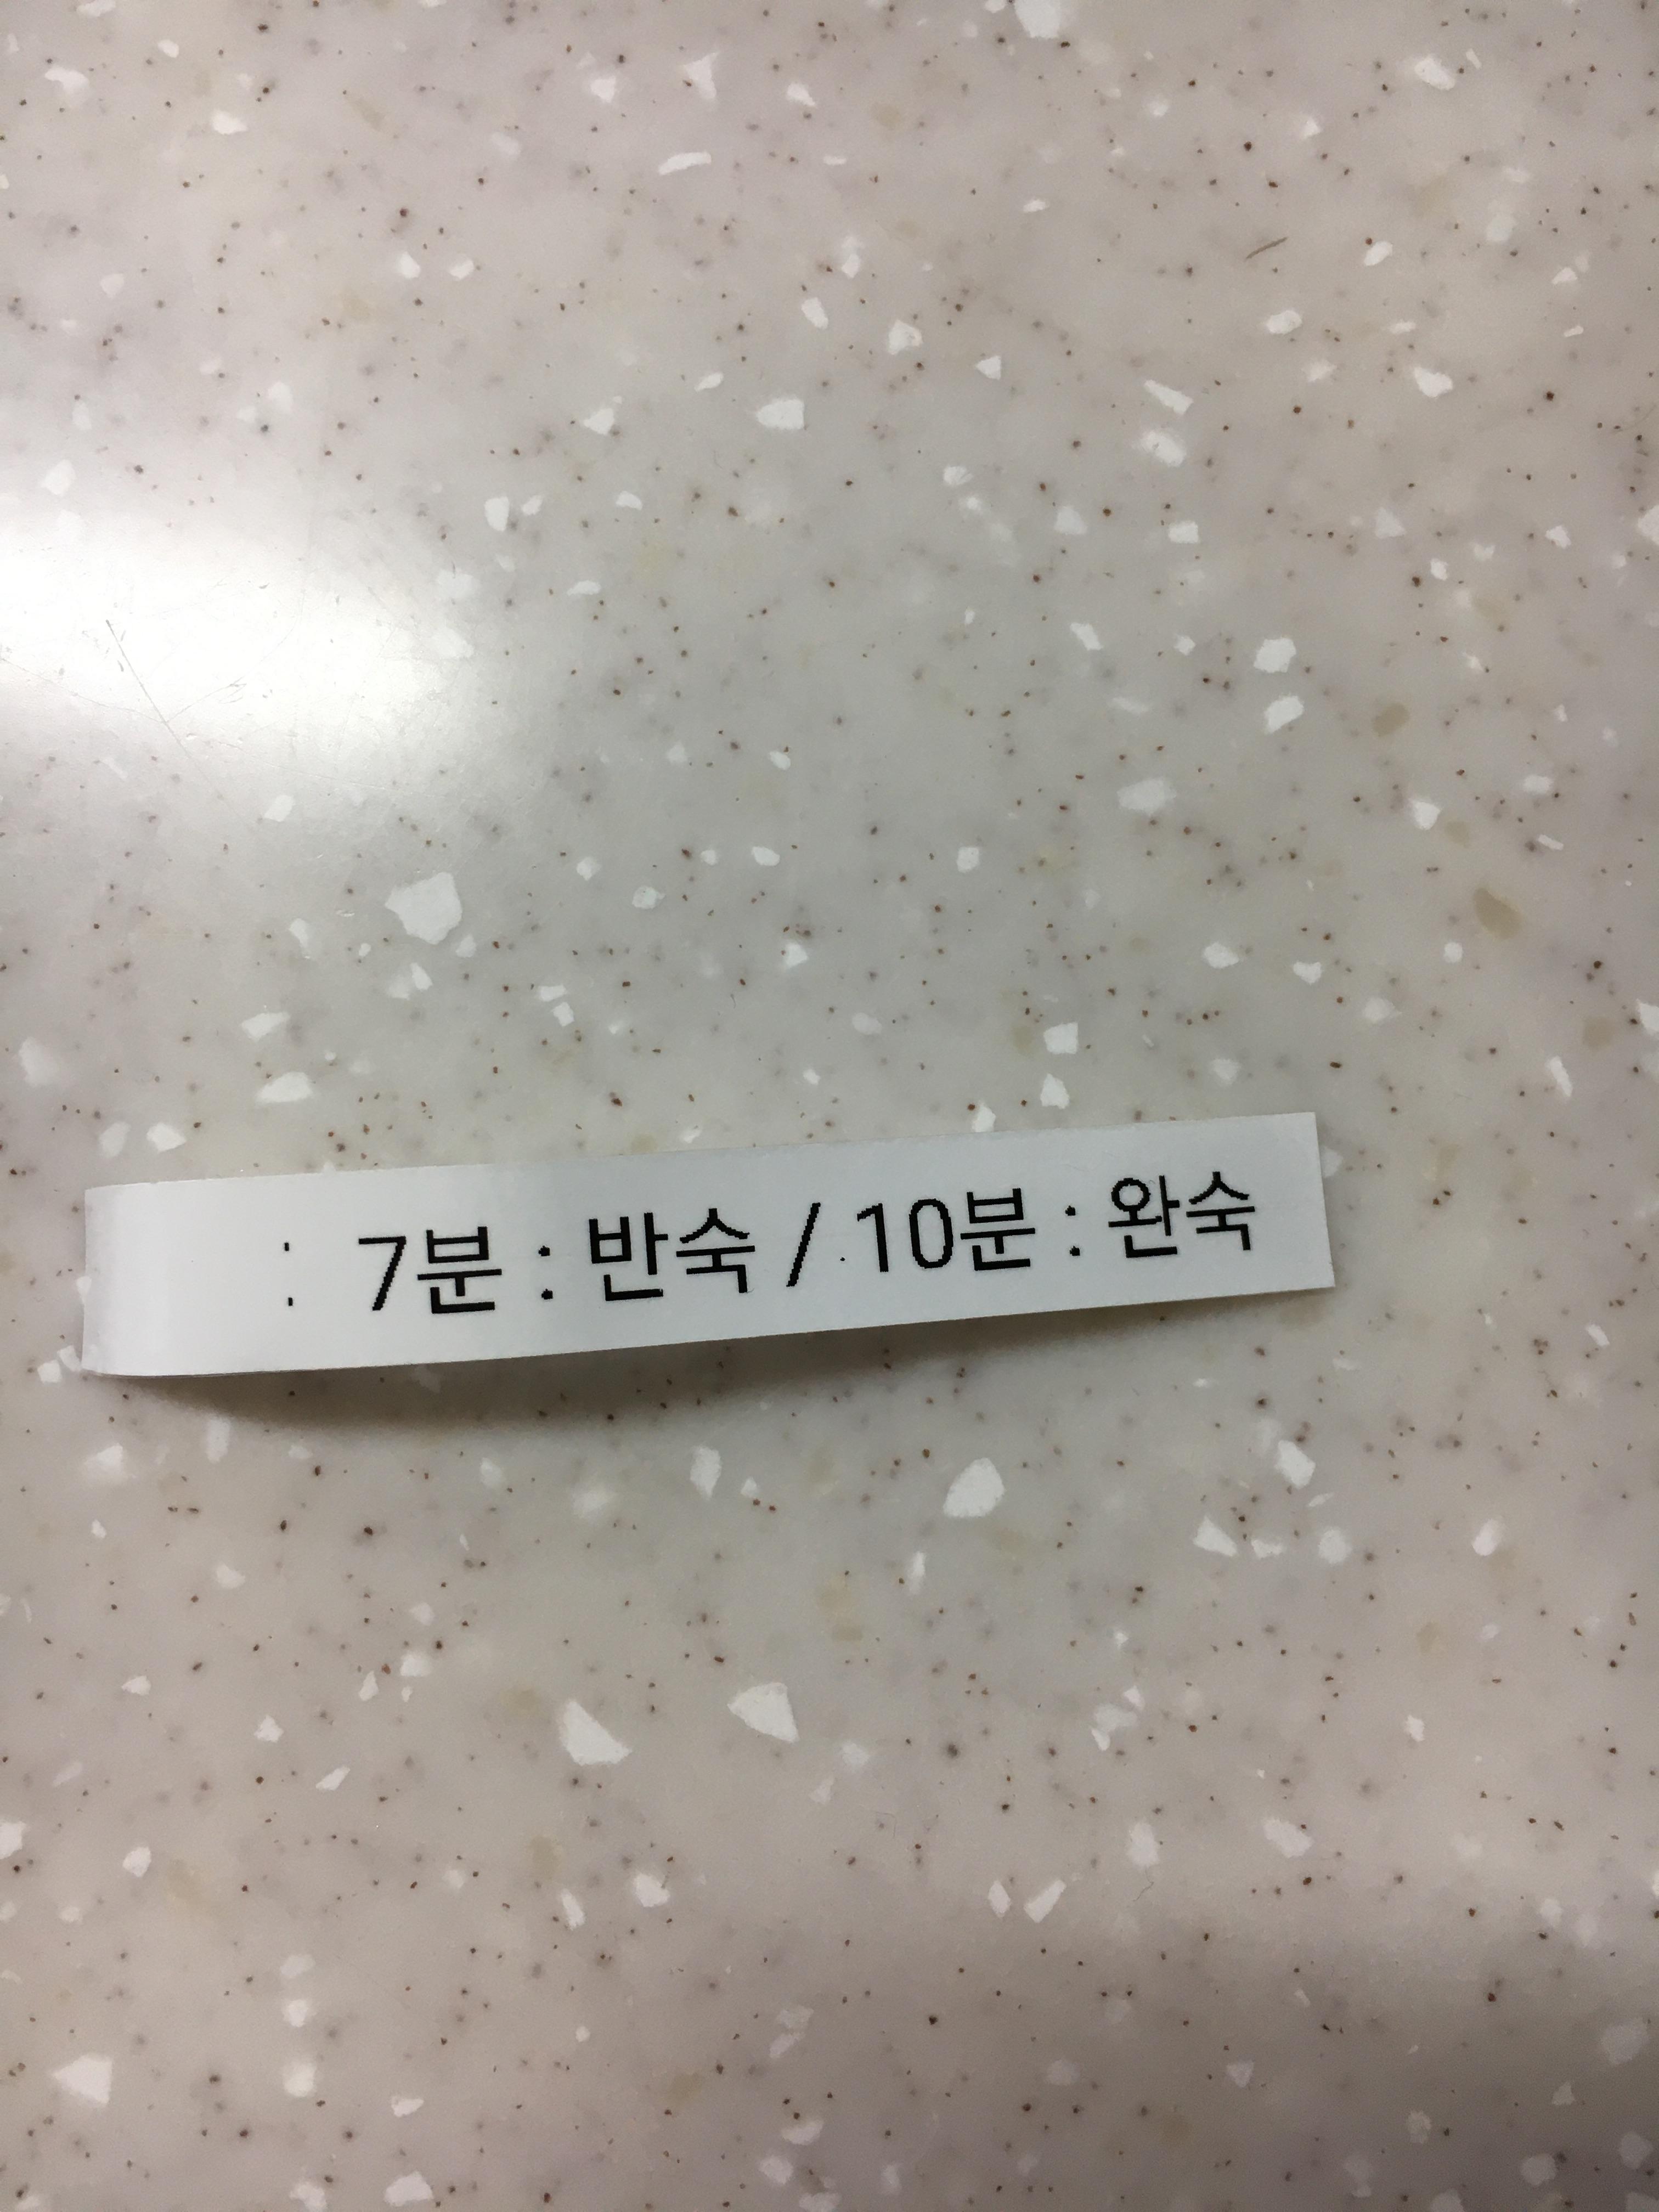 7분 : 반숙 / 10분 : 완숙